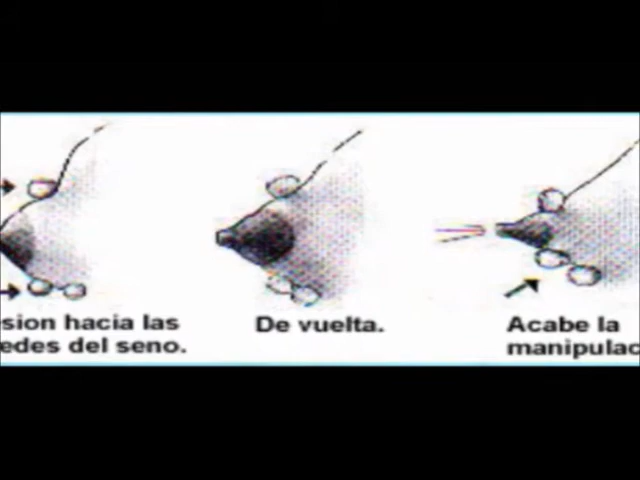 sion hacia las
edes del seno.
De vuelta.
Acabe la
manipulac